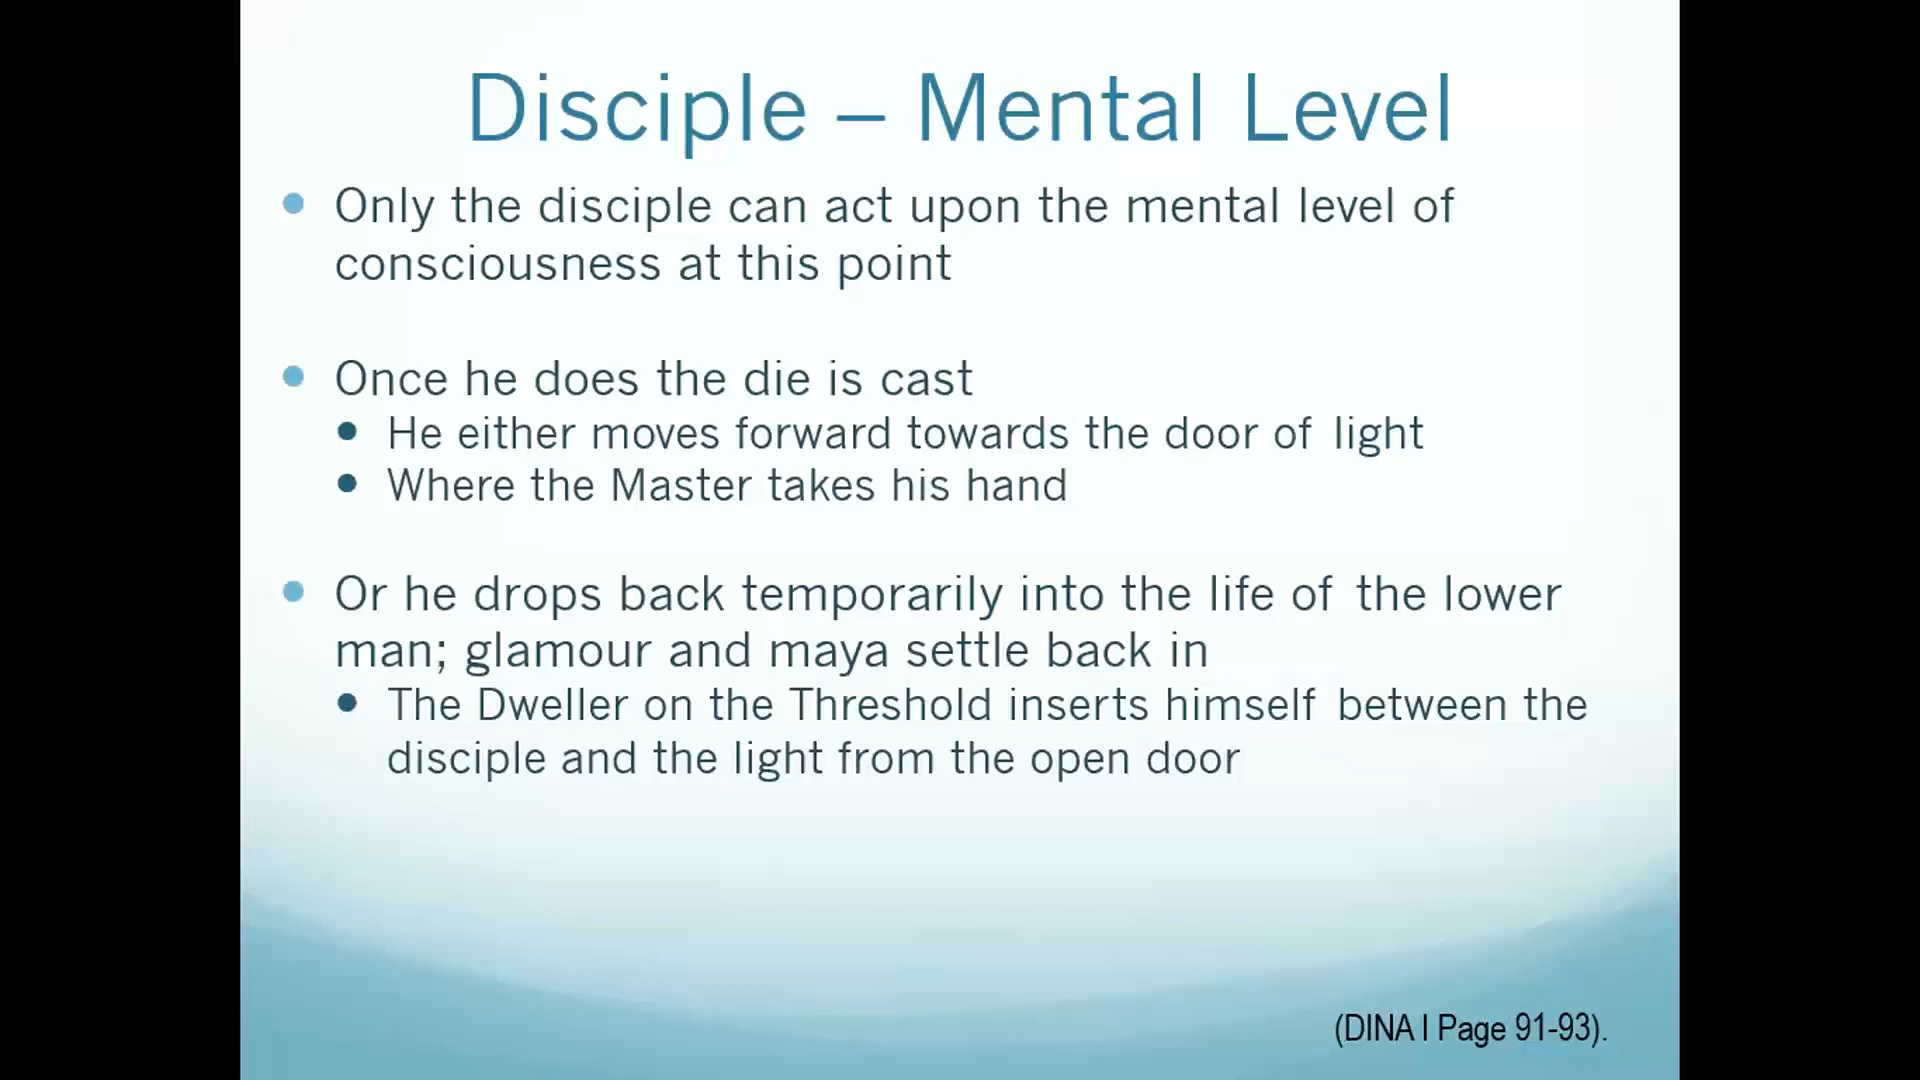 Disciple – Mental Level
Only the disciple can act upon the mental level of
consciousness at this point
Once he does the die is cast
He either moves forward towards the door of light
Where the Master takes his hand
Or he drops back temporarily into the life of the lower
man; glamour and maya settle back in
The Dweller on the Threshold inserts himself between the
disciple and the light from the open door
(DINA I Page 91-93).